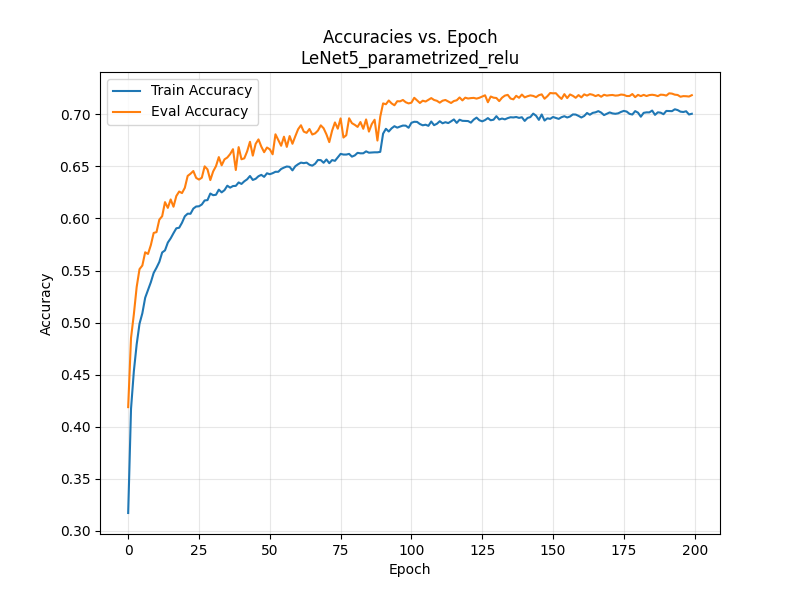 Accuracies vs. Epoch
LeNet5_parametrized_relu
Train Accuracy
Eval Accuracy
0.70
0.65
0.60
0.55
0.50
0.45
0.40
0.35
0.30
Accuracy
0 25 50 75 100 125 150 175 200
Epoch